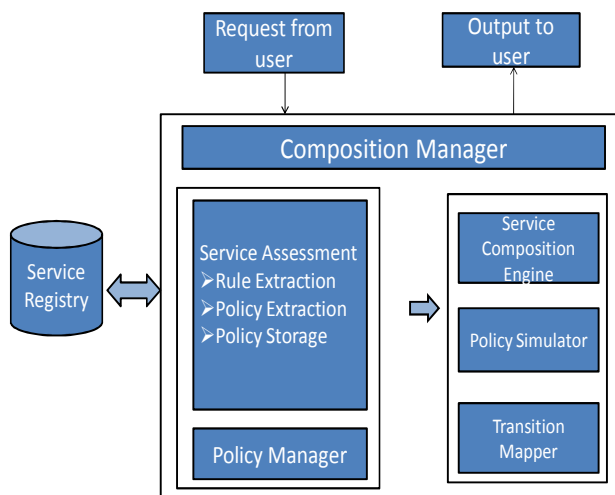 Request from
user
Output to
user
Composition Manager
Service
Registry
Service Assessment
➢Rule Extraction
➢Policy Extraction
➢Policy Storage
Policy Manager
Service
Composition
Engine
Policy Simulator
Transition
Mapper